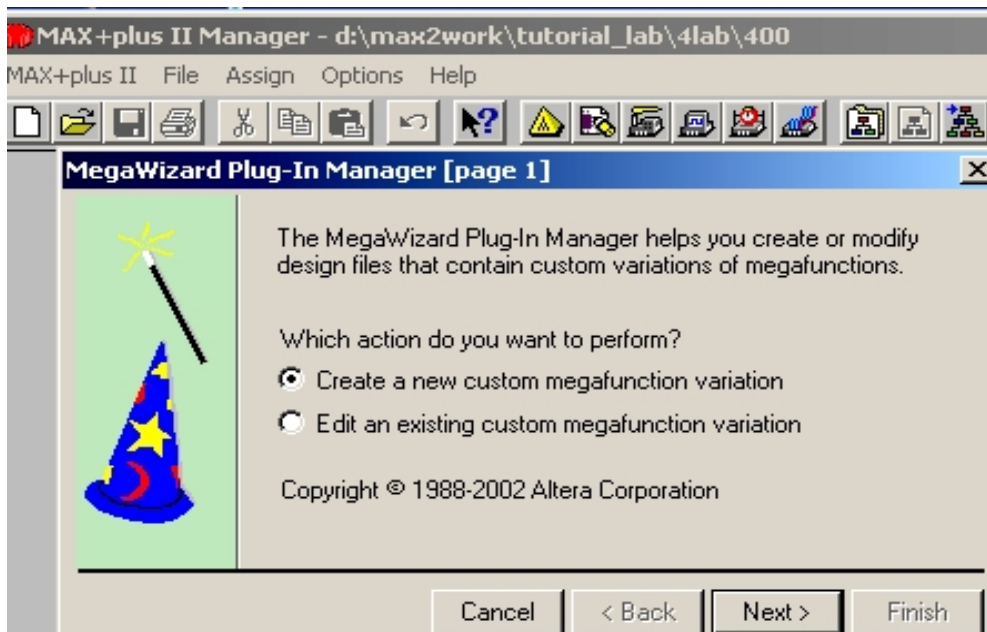 MAX+plus II Manager - d:\max2work\tutorial_lab\4lab\400
MAX+plus II File Assign Options Help
MegaWizard Plug-In Manager [page 1]
The MegaWizard Plug-In Manager helps you create or modify
design files that contain custom variations of megafunctions.
Which action do you want to perform?
Create a new custom megafunction variation
Edit an existing custom megafunction variation
Copyright © 1988-2002 Altera Corporation
Cancel < Back Next > Finish